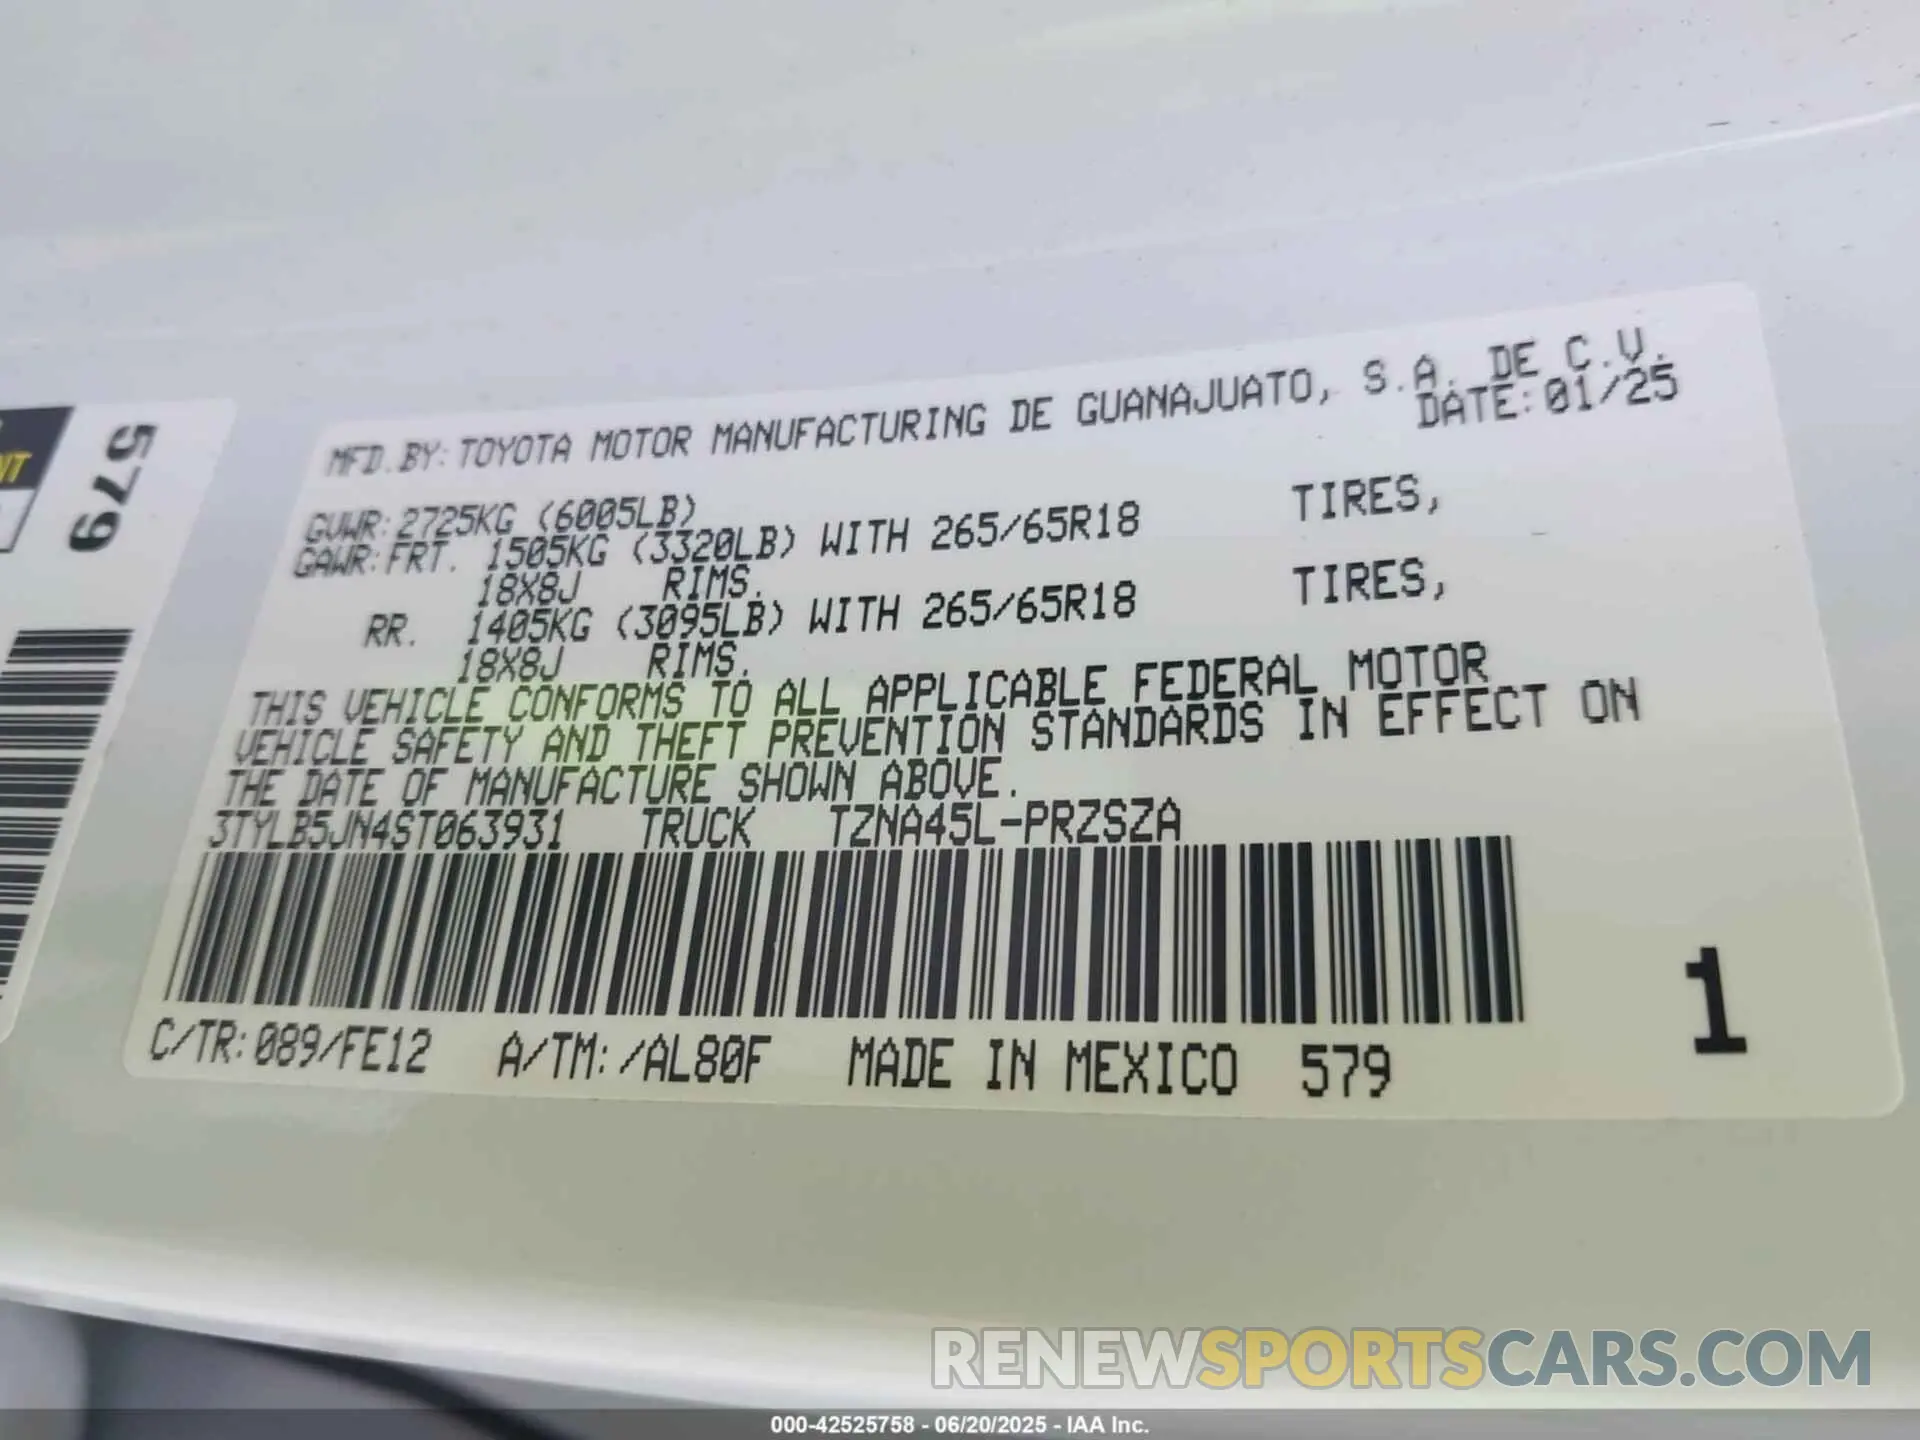 MFD.BY:TOYOTA MOTOR MANUFACTURING DE GUANAJUATO, S.A. DE C.V.
DATE:01/25
GVWR:2725KG (6005LB)
GAWR:FRT. 1505KG (3320LB) WITH 265/65R18 TIRES,
18X8J RIMS.
RR. 1405KG (3095LB) WITH 265/65R18 TIRES,
18X8J RIMS.
THIS VEHICLE CONFORMS TO ALL APPLICABLE FEDERAL MOTOR
VEHICLE SAFETY AND THEFT PREVENTION STANDARDS IN EFFECT ON
THE DATE OF MANUFACTURE SHOWN ABOVE.
3TYLB5JN4ST063931 TRUCK TZNA45L-PRZSZA
C/TR:089/FE12 A/TM:/AL80F MADE IN MEXICO 579
1
579
NT
RENEWSPORTSCARS.COM
000-42525758 - 06/20/2025 - IAA Inc.